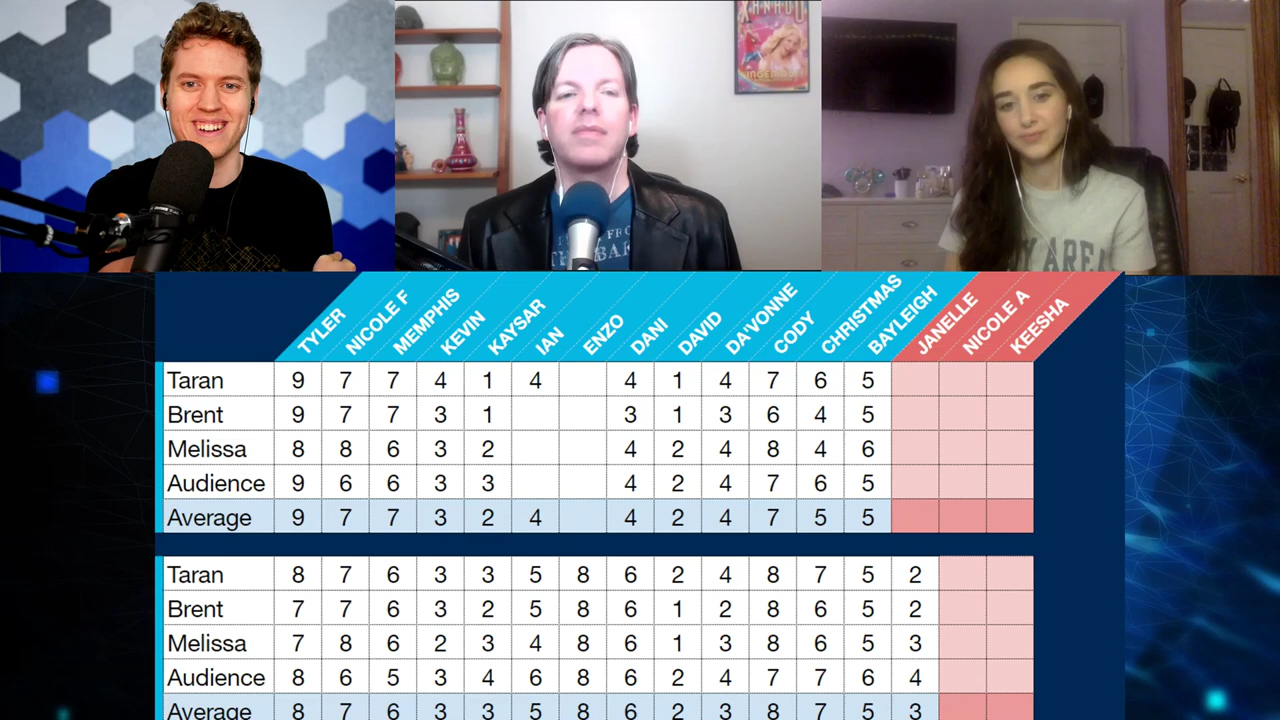 XANADU
Y AREA
TYLER NICOLE F MEMPHIS KEVIN KAYSAR IAN ENZO DANI DAVID DA'VONNE CODY CHRISTMAS BAYLEIGH JANELLE NICOLE A KEESHA
Taran 9 7 7 4 1 4 4 1 4 7 6 5
Brent 9 7 7 3 1 3 1 3 6 4 5
Melissa 8 8 6 3 2 4 2 4 8 4 6
Audience 9 6 6 3 3 4 2 4 7 6 5
Average 9 7 7 3 2 4 4 2 4 7 5 5
Taran 8 7 6 3 3 5 8 6 2 4 8 7 5 2
Brent 7 7 6 3 2 5 8 6 1 2 8 6 5 2
Melissa 7 8 6 2 3 4 8 6 1 3 8 6 5 3
Audience 8 6 5 3 4 6 8 6 2 4 7 7 6 4
Average 8 7 6 3 3 5 8 6 2 3 8 7 5 3